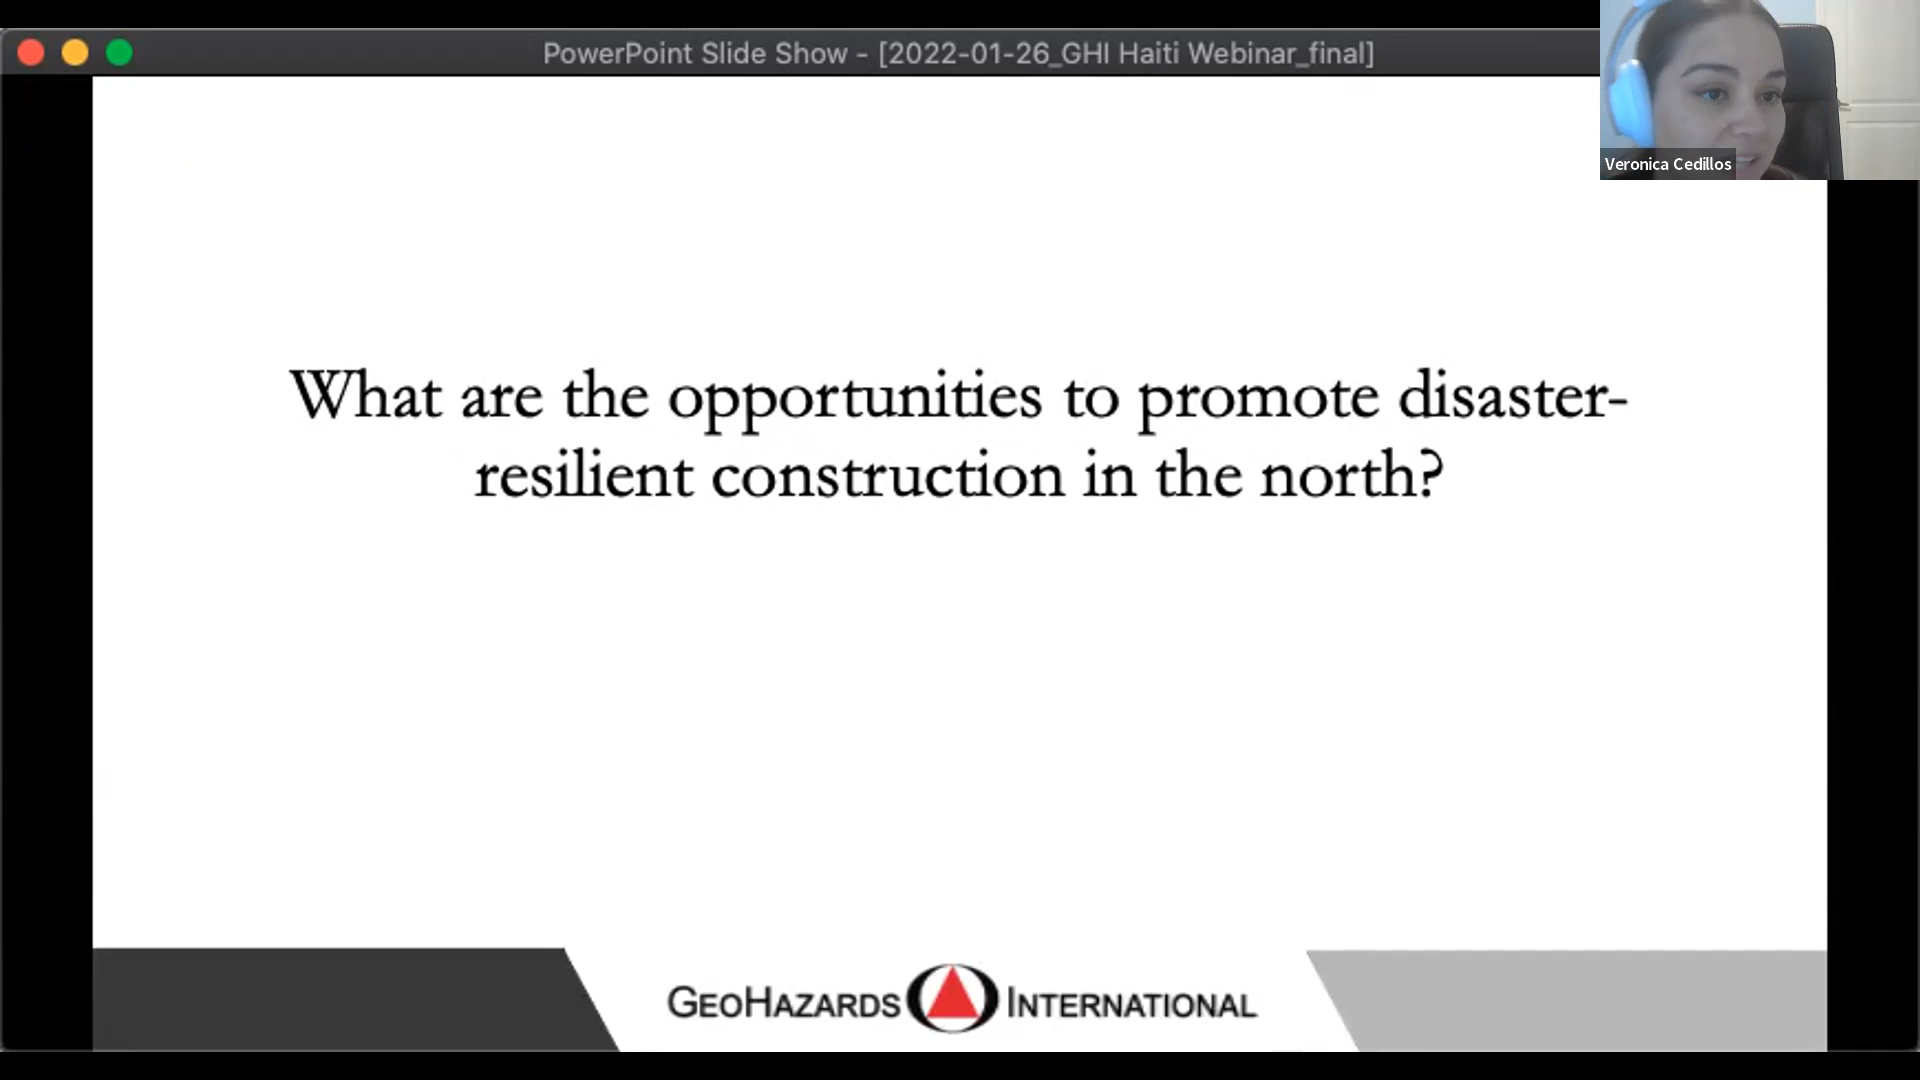 PowerPoint Slide Show - [2022-01-26_GHI Haiti Webinar_final]
Veronica Cedillos
What are the opportunities to promote disaster-
resilient construction in the north?
GEOHAZARDS INTERNATIONAL